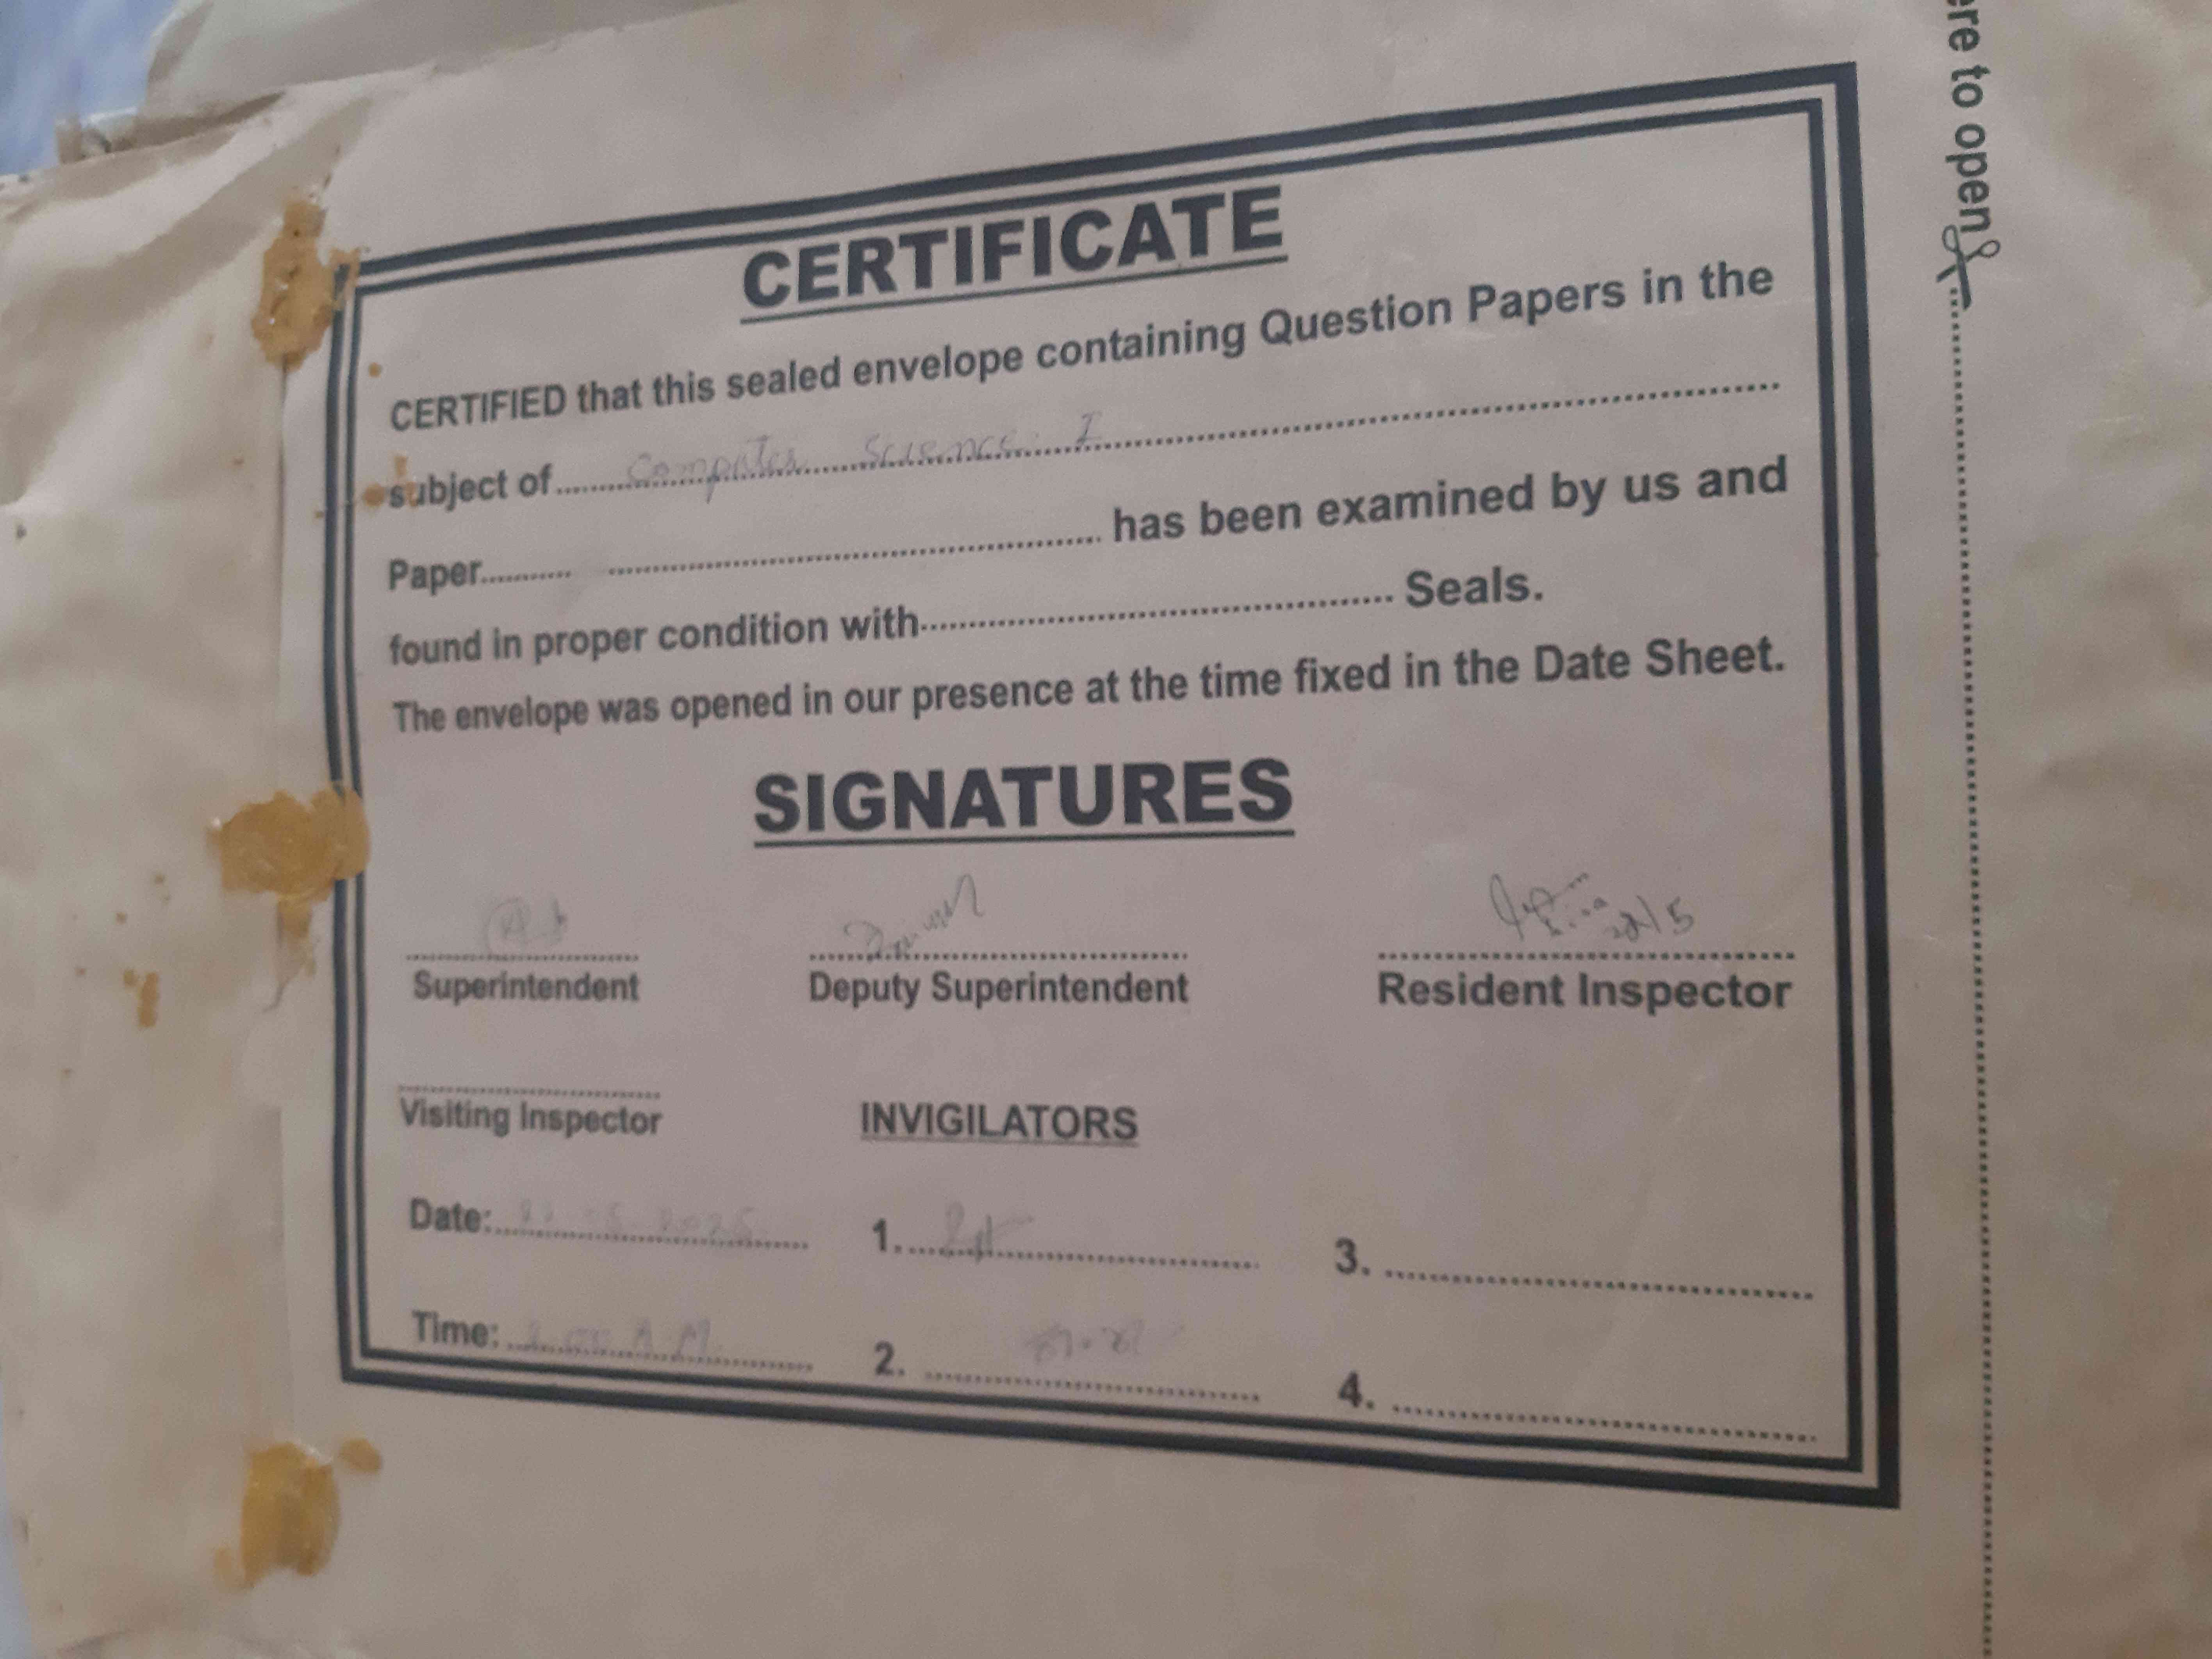 ere to open
CERTIFICATE
CERTIFIED that this sealed envelope containing Question Papers in the
subject of Computer Science I
Paper has been examined by us and
found in proper condition with Seals.
The envelope was opened in our presence at the time fixed in the Date Sheet.
SIGNATURES
Superintendent Deputy Superintendent Resident Inspector
Visiting Inspector INVIGILATORS
Date: 1. 3.
Time: A.M 2. 4.